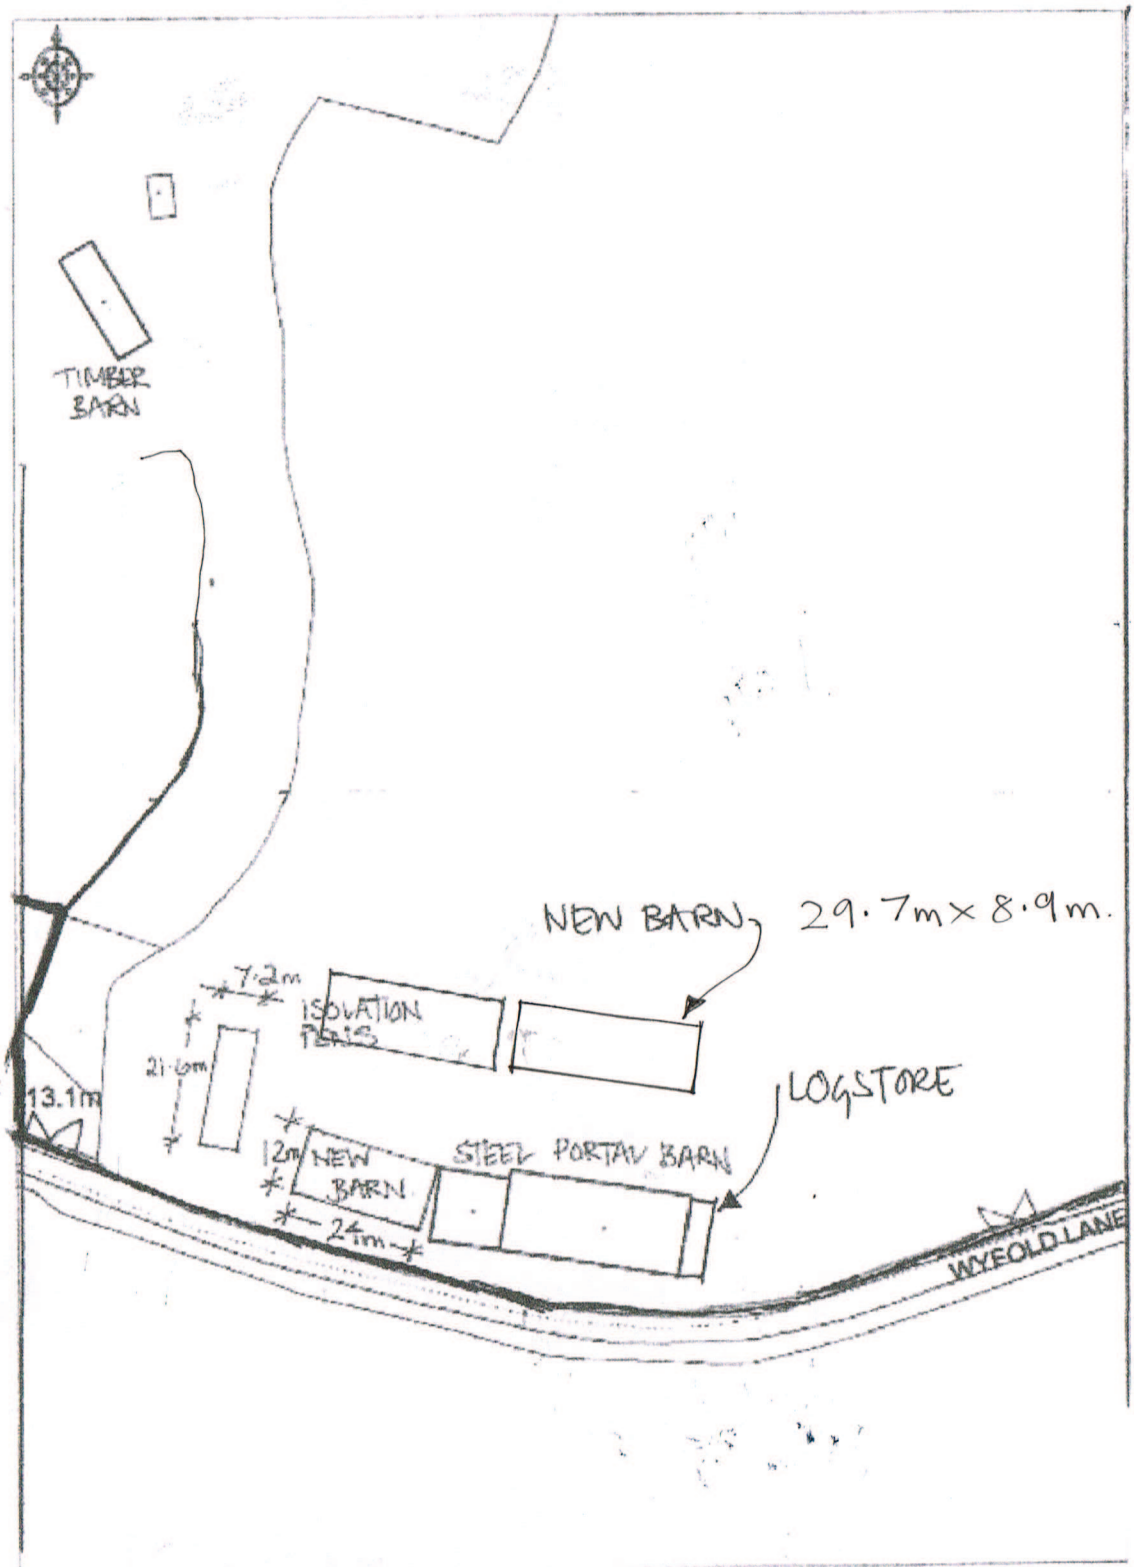 TIMBER
BARN
NEW BARN 29.7m × 8.9m.
7.2m
ISOLATION
PENS
21.6m
LOGSTORE
13.1m
12m
NEW
BARN
STEEL PORTAL BARN
24m
WYFOLD LANE